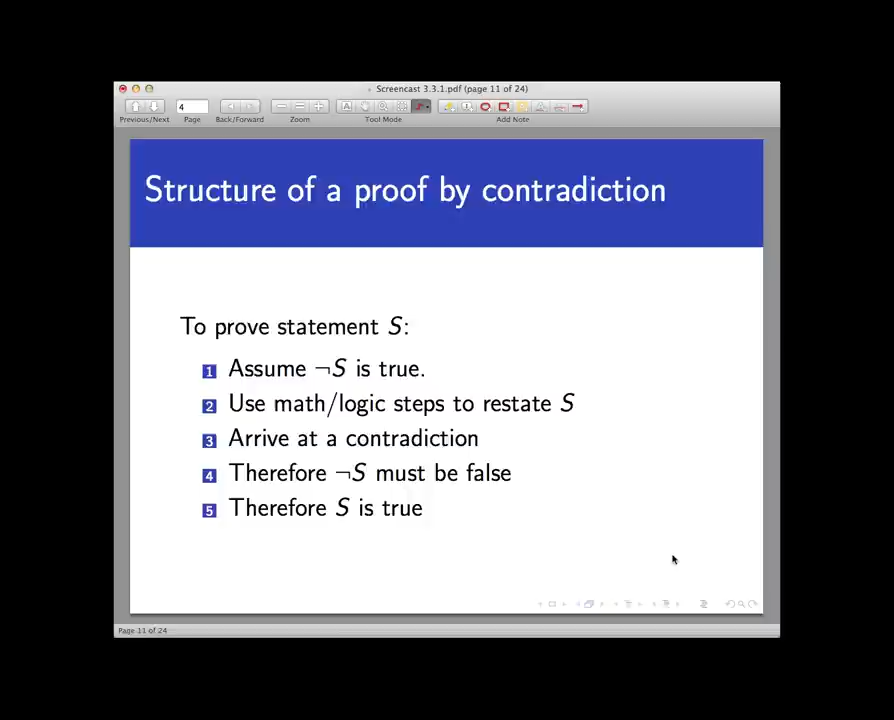 Screencast 3.3.1.pdf (page 11 of 24)
4
Previous/Next Page Back/Forward Zoom Tool Mode Add Note
Structure of a proof by contradiction
To prove statement S:
1 Assume ¬S is true.
2 Use math/logic steps to restate S
3 Arrive at a contradiction
4 Therefore ¬S must be false
5 Therefore S is true
Page 11 of 24